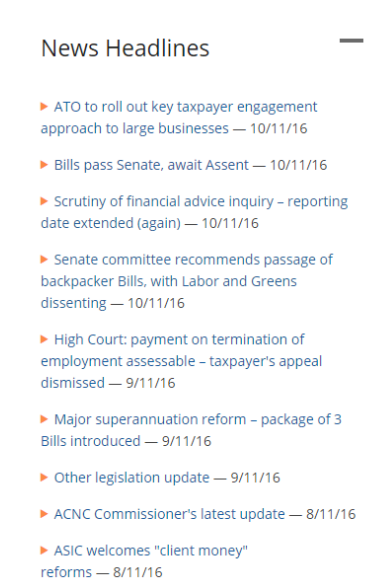 News Headlines
ATO to roll out key taxpayer engagement
approach to large businesses — 10/11/16
Bills pass Senate, await Assent — 10/11/16
Scrutiny of financial advice inquiry – reporting
date extended (again) — 10/11/16
Senate committee recommends passage of
backpacker Bills, with Labor and Greens
dissenting — 10/11/16
High Court: payment on termination of
employment assessable – taxpayer's appeal
dismissed — 9/11/16
Major superannuation reform – package of 3
Bills introduced — 9/11/16
Other legislation update — 9/11/16
ACNC Commissioner's latest update — 8/11/16
ASIC welcomes "client money"
reforms — 8/11/16